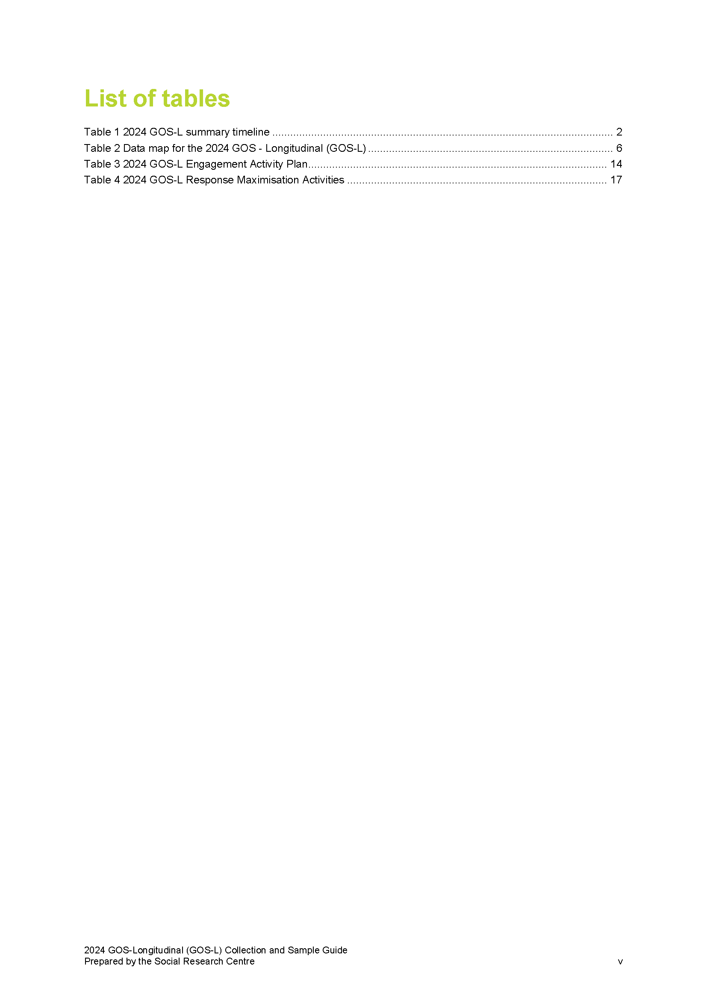 List of tables
Table 1 2024 GOS-L summary timeline ........................................................................................................... 2
Table 2 Data map for the 2024 GOS - Longitudinal (GOS-L) ............................................................................. 6
Table 3 2024 GOS-L Engagement Activity Plan .............................................................................................. 14
Table 4 2024 GOS-L Response Maximisation Activities .................................................................................. 17
2024 GOS-Longitudinal (GOS-L) Collection and Sample Guide
Prepared by the Social Research Centre v